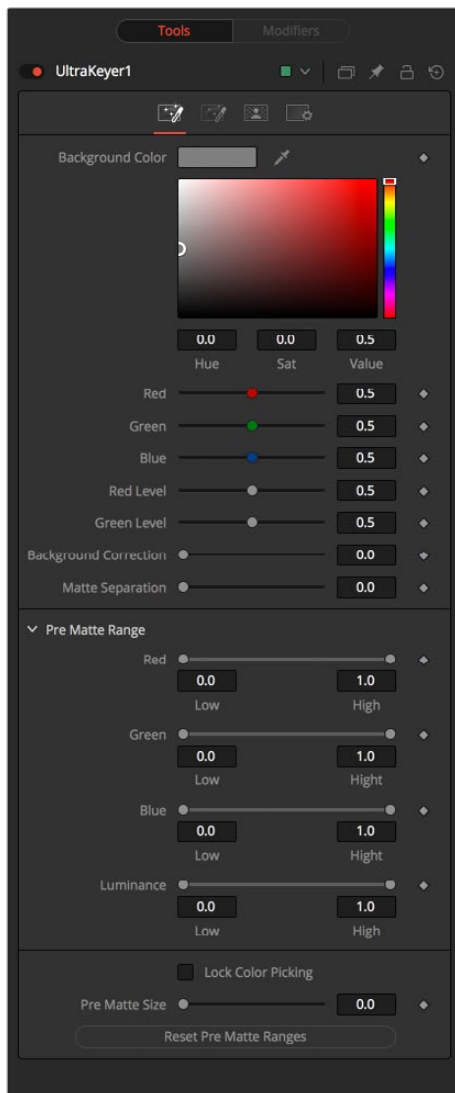 Tools Modifiers
UltraKeyer1
Background Color
0.0 0.0 0.5
Hue Sat Value
Red 0.5
Green 0.5
Blue 0.5
Red Level 0.5
Green Level 0.5
Background Correction 0.0
Matte Separation 0.0
Pre Matte Range
Red
0.0 1.0
Low High
Green
0.0 1.0
Low Hight
Blue
0.0 1.0
Low Hight
Luminance
0.0 1.0
Low High
Lock Color Picking
Pre Matte Size 0.0
Reset Pre Matte Ranges